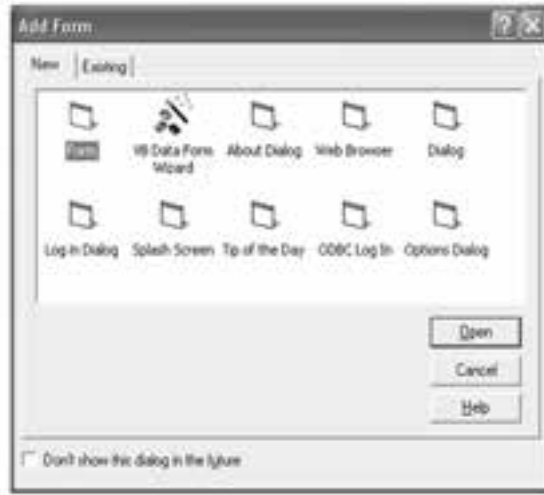 Add Form
New Existing
Form VB Data Form Wizard About Dialog Web Browser Dialog
Log in Dialog Splash Screen Tip of the Day ODBC Log In Options Dialog
Open
Cancel
Help
Don't show this dialog in the future